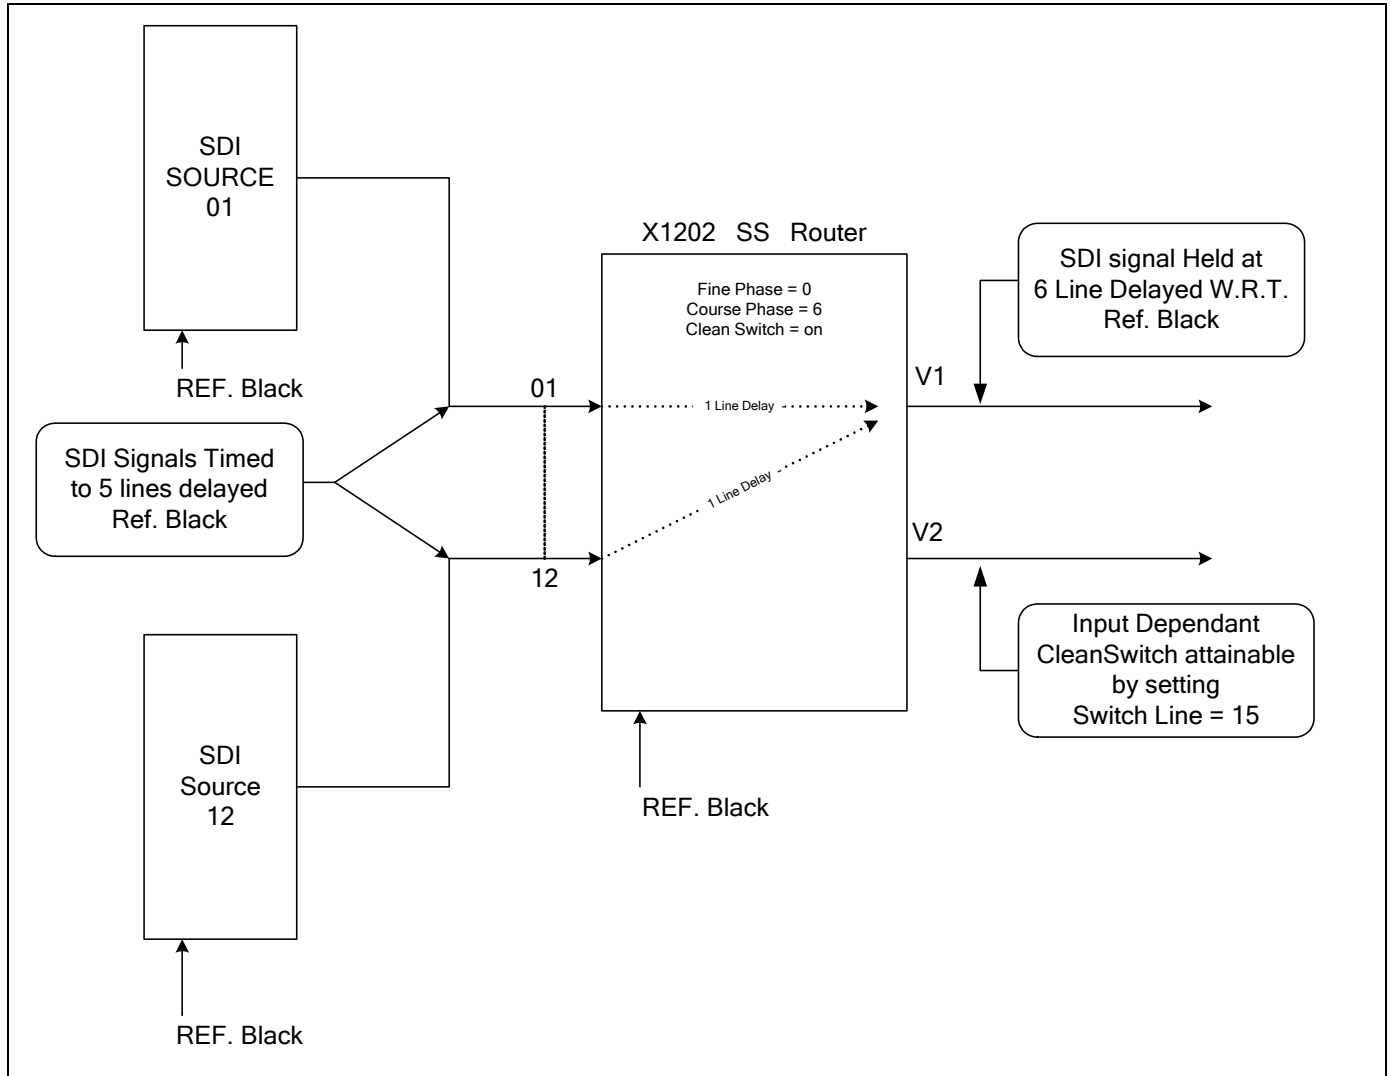 SDI
SOURCE
01
REF. Black
SDI Signals Timed
to 5 lines delayed
Ref. Black
SDI
Source
12
REF. Black
01
12
X1202 SS Router
Fine Phase = 0
Course Phase = 6
Clean Switch = on
1 Line Delay
1 Line Delay
REF. Black
V1
V2
SDI signal Held at
6 Line Delayed W.R.T.
Ref. Black
Input Dependant
CleanSwitch attainable
by setting
Switch Line = 15